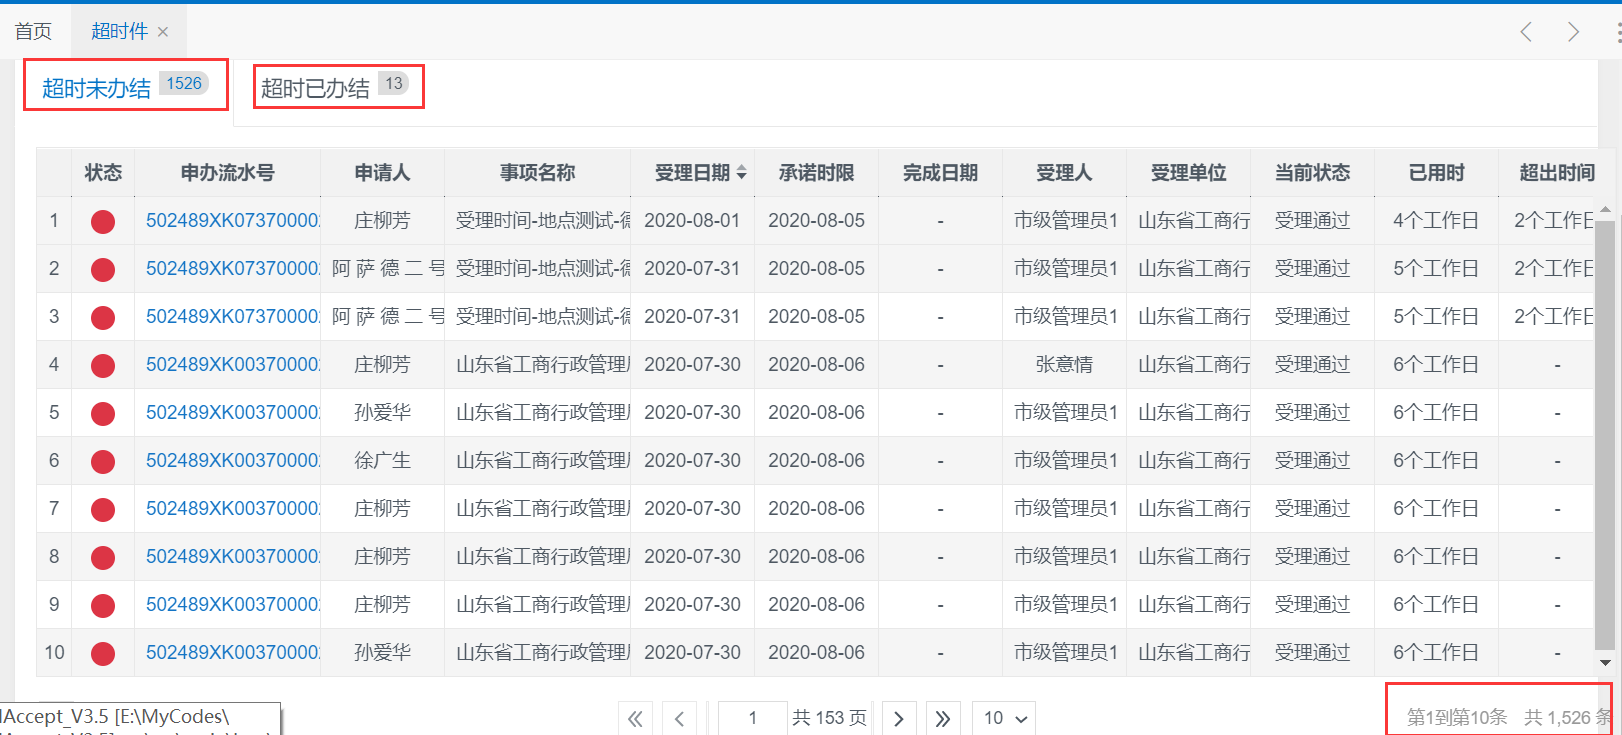 首页 超时件 ×
超时未办结 1526 超时已办结 13
状态 申办流水号 申请人 事项名称 受理日期 承诺时限 完成日期 受理人 受理单位 当前状态 已用时 超出时间
1 502489XK07370000 庄柳芳 受理时间-地点测试-德 2020-08-01 2020-08-05 - 市级管理员1 山东省工商行 受理通过 4个工作日 2个工作日
2 502489XK07370000 阿 萨 德 二 号 受理时间-地点测试-德 2020-07-31 2020-08-05 - 市级管理员1 山东省工商行 受理通过 5个工作日 2个工作日
3 502489XK07370000 阿 萨 德 二 号 受理时间-地点测试-德 2020-07-31 2020-08-05 - 市级管理员1 山东省工商行 受理通过 5个工作日 2个工作日
4 502489XK00370000 庄柳芳 山东省工商行政管理 2020-07-30 2020-08-06 - 张意情 山东省工商行 受理通过 6个工作日 -
5 502489XK00370000 孙爱华 山东省工商行政管理 2020-07-30 2020-08-06 - 市级管理员1 山东省工商行 受理通过 6个工作日 -
6 502489XK00370000 徐广生 山东省工商行政管理 2020-07-30 2020-08-06 - 市级管理员1 山东省工商行 受理通过 6个工作日 -
7 502489XK00370000 庄柳芳 山东省工商行政管理 2020-07-30 2020-08-06 - 市级管理员1 山东省工商行 受理通过 6个工作日 -
8 502489XK00370000 庄柳芳 山东省工商行政管理 2020-07-30 2020-08-06 - 市级管理员1 山东省工商行 受理通过 6个工作日 -
9 502489XK00370000 庄柳芳 山东省工商行政管理 2020-07-30 2020-08-06 - 市级管理员1 山东省工商行 受理通过 6个工作日 -
10 502489XK00370000 孙爱华 山东省工商行政管理 2020-07-30 2020-08-06 - 市级管理员1 山东省工商行 受理通过 6个工作日 -
Accept_V3.5 [E:\MyCodes\ 1 共 153 页 10 第1到第10条 共 1,526 条